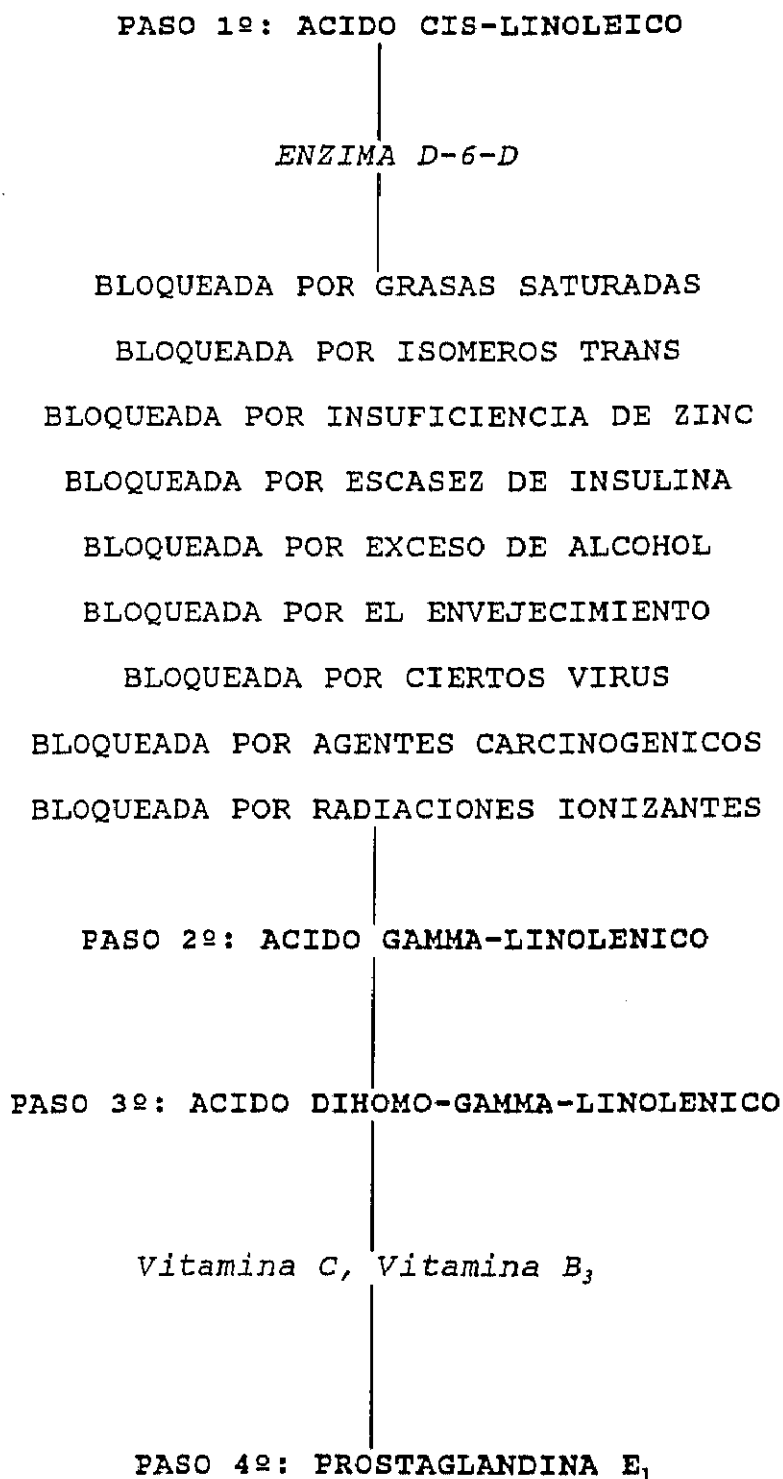 PASO 1º: ACIDO CIS-LINOLEICO
ENZIMA D-6-D
BLOQUEADA POR GRASAS SATURADAS
BLOQUEADA POR ISOMEROS TRANS
BLOQUEADA POR INSUFICIENCIA DE ZINC
BLOQUEADA POR ESCASEZ DE INSULINA
BLOQUEADA POR EXCESO DE ALCOHOL
BLOQUEADA POR EL ENVEJECIMIENTO
BLOQUEADA POR CIERTOS VIRUS
BLOQUEADA POR AGENTES CARCINOGENICOS
BLOQUEADA POR RADIACIONES IONIZANTES
PASO 2º: ACIDO GAMMA-LINOLENICO
PASO 3º: ACIDO DIHOMO-GAMMA-LINOLENICO
Vitamina C, Vitamina B₃
PASO 4º: PROSTAGLANDINA E₁